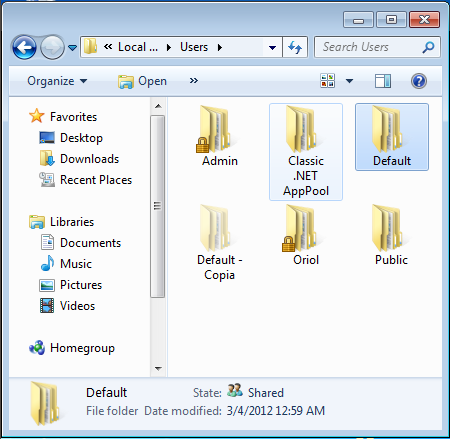 Local ... Users
Search Users
Organize Open »
Favorites
Desktop
Downloads
Recent Places
Libraries
Documents
Music
Pictures
Videos
Homegroup
Admin
Classic
.NET
AppPool
Default
Default -
Copia
Oriol
Public
Default State: Shared
File folder Date modified: 3/4/2012 12:59 AM